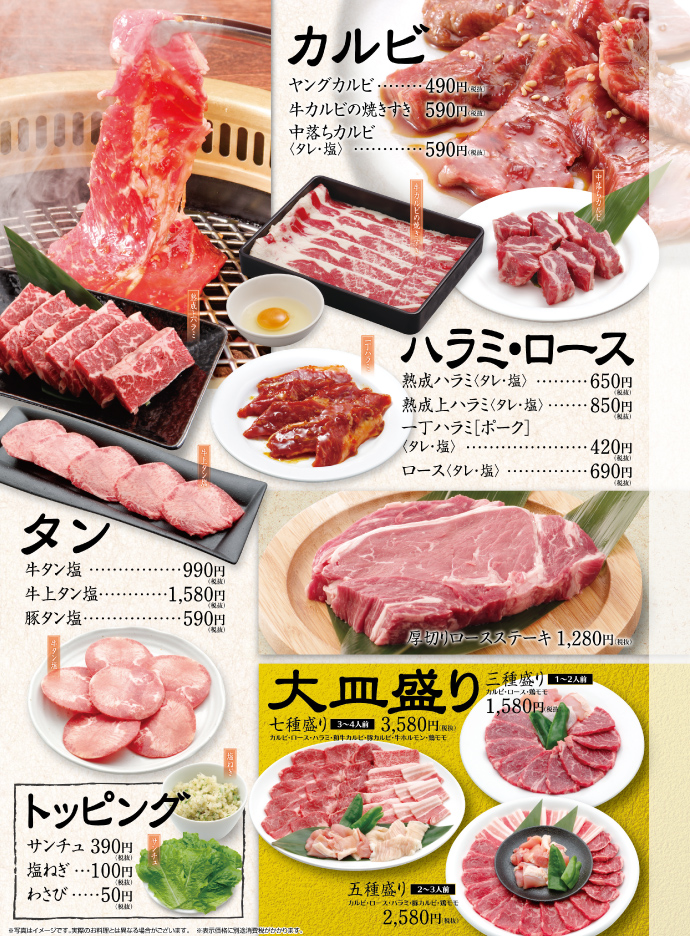 カルビ
ヤングカルビ ········ 490円(税抜)
牛カルビの焼きすき 590円(税抜)
中落ちカルビ
〈タレ・塩〉 ············ 590円(税抜)
牛カルビの焼きすき
中落ちカルビ
熟成上ハラミ
一丁ハラミ
ハラミ・ロース
熟成ハラミ〈タレ・塩〉 ········· 650円(税抜)
熟成上ハラミ〈タレ・塩〉 ······ 850円(税抜)
一丁ハラミ[ポーク]
〈タレ・塩〉 ··············· 420円(税抜)
ロース〈タレ・塩〉 ·············· 690円(税抜)
牛上タン塩
タン
牛タン塩 ················ 990円(税抜)
牛上タン塩············ 1,580円(税抜)
豚タン塩 ················ 590円(税抜)
牛タン塩
厚切りロースステーキ 1,280円(税抜)
大皿盛り
三種盛り 1〜2人前
カルビ・ロース・鶏モモ
1,580円(税抜)
七種盛り 3〜4人前 3,580円(税抜)
カルビ・ロース・ハラミ・和牛カルビ・豚カルビ・牛ホルモン・鶏モモ
五種盛り 2〜3人前
カルビ・ロース・ハラミ・豚カルビ・鶏モモ
2,580円(税抜)
塩ねぎ
トッピング
サンチュ 390円(税抜)
塩ねぎ ··· 100円(税抜)
わさび ····· 50円(税抜)
サンチュ
※写真はイメージです。実際のお料理とは異なる場合がございます。 ※表示価格に別途消費税がかかります。